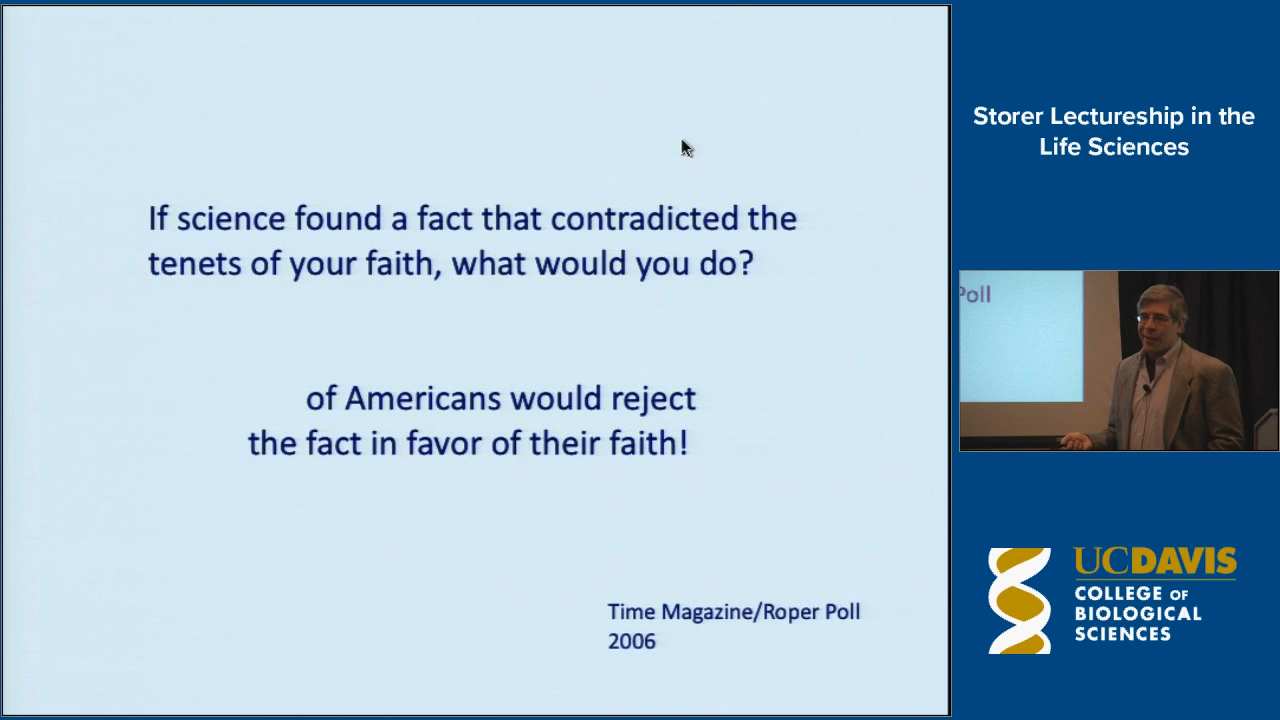 If science found a fact that contradicted the
tenets of your faith, what would you do?
of Americans would reject
the fact in favor of their faith!
Time Magazine/Roper Poll
2006
Storer Lectureship in the
Life Sciences
Poll
UCDAVIS
COLLEGE OF
BIOLOGICAL
SCIENCES